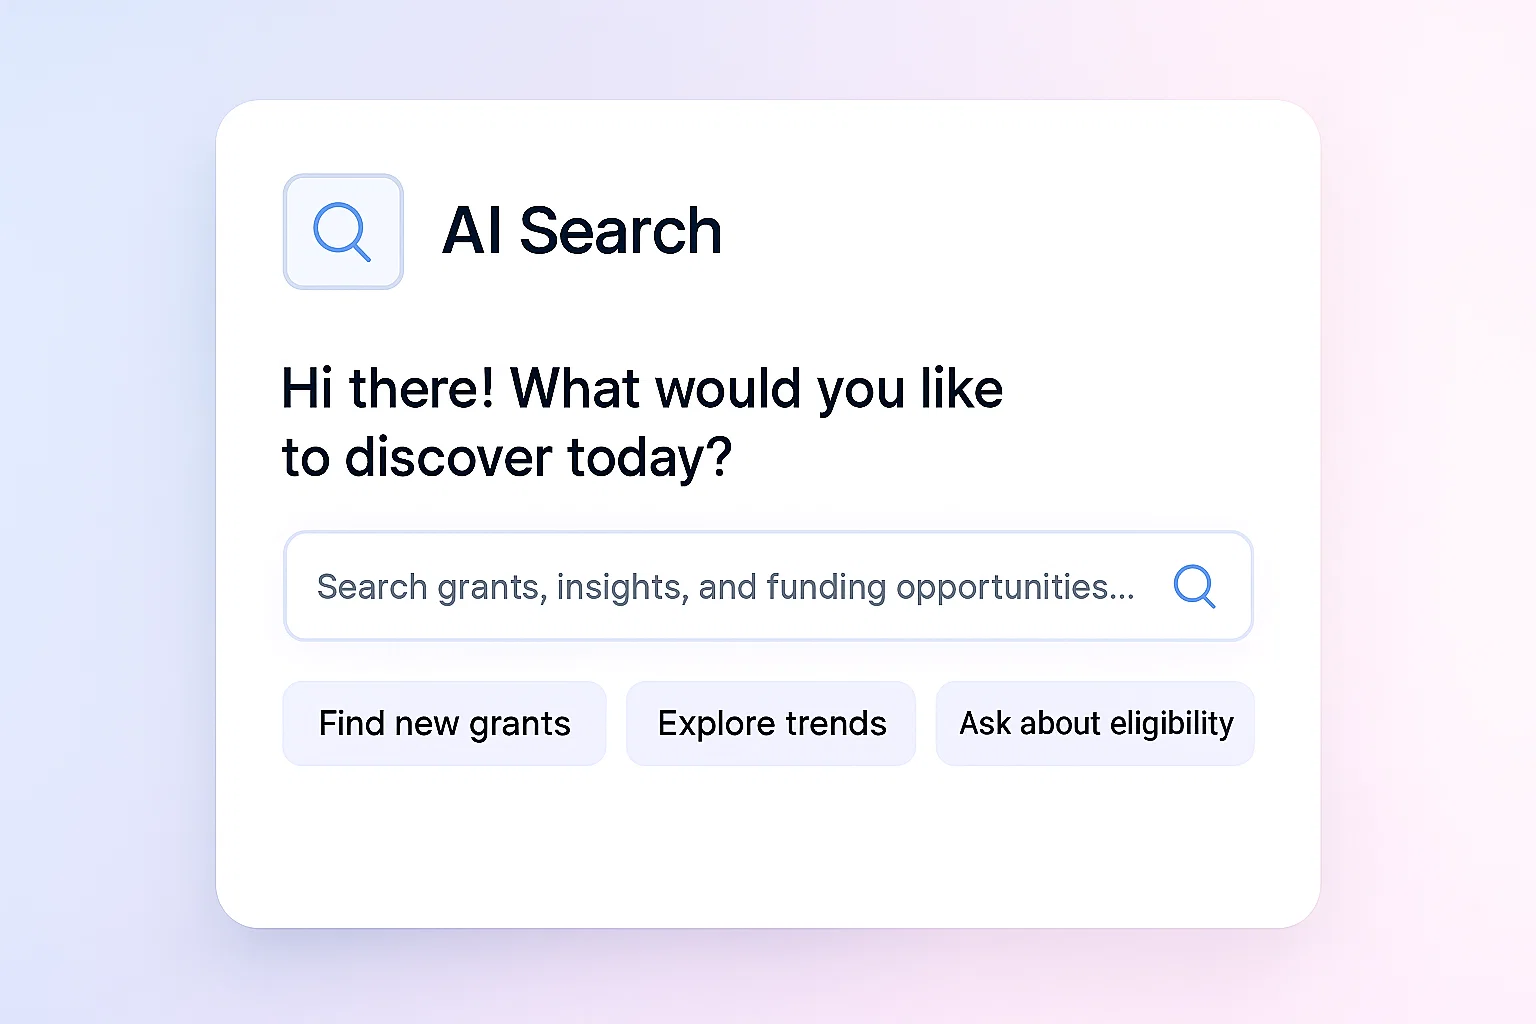 AI Search
Hi there! What would you like
to discover today?
Search grants, insights, and funding opportunities...
Find new grants
Explore trends
Ask about eligibility